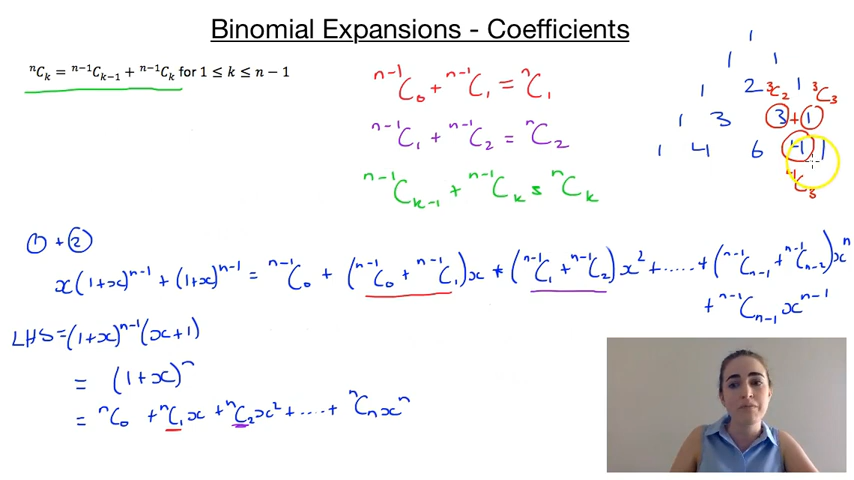 Binomial Expansions - Coefficients
ⁿCₖ = ⁿ⁻¹Cₖ₋₁ + ⁿ⁻¹Cₖ for 1 ≤ k ≤ n − 1
ⁿ⁻¹C₀ + ⁿ⁻¹C₁ = ⁿC₁
ⁿ⁻¹C₁ + ⁿ⁻¹C₂ = ⁿC₂
ⁿ⁻¹Cₖ₋₁ + ⁿ⁻¹Cₖ = ⁿCₖ
1
1 1
1 2 1
³C₂ ³C₃
1 3 3 + 1
1 4 6 4 1
⁴C₃
① + ②
x(1+x)ⁿ⁻¹ + (1+x)ⁿ⁻¹ = ⁿ⁻¹C₀ + (ⁿ⁻¹C₀ + ⁿ⁻¹C₁)x + (ⁿ⁻¹C₁ + ⁿ⁻¹C₂)x² + ...... + (ⁿ⁻¹Cₙ₋₁ + ⁿ⁻¹Cₙ₋₂)xⁿ
+ ⁿ⁻¹Cₙ₋₁xⁿ⁻¹
LHS = (1+x)ⁿ⁻¹(x+1)
= (1+x)ⁿ
= ⁿC₀ + ⁿC₁x + ⁿC₂x² + ..... + ⁿCₙxⁿ